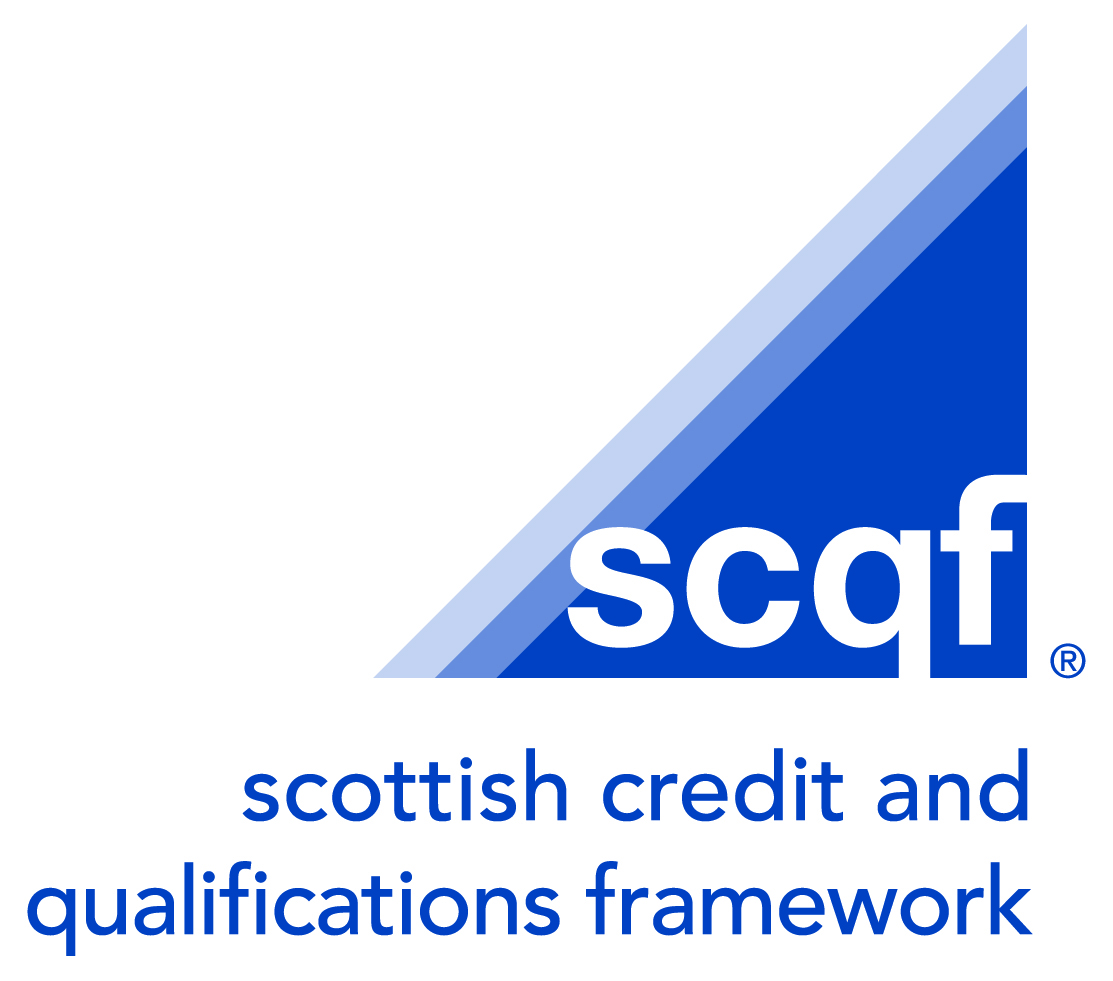 scqf ®
scottish credit and
qualifications framework